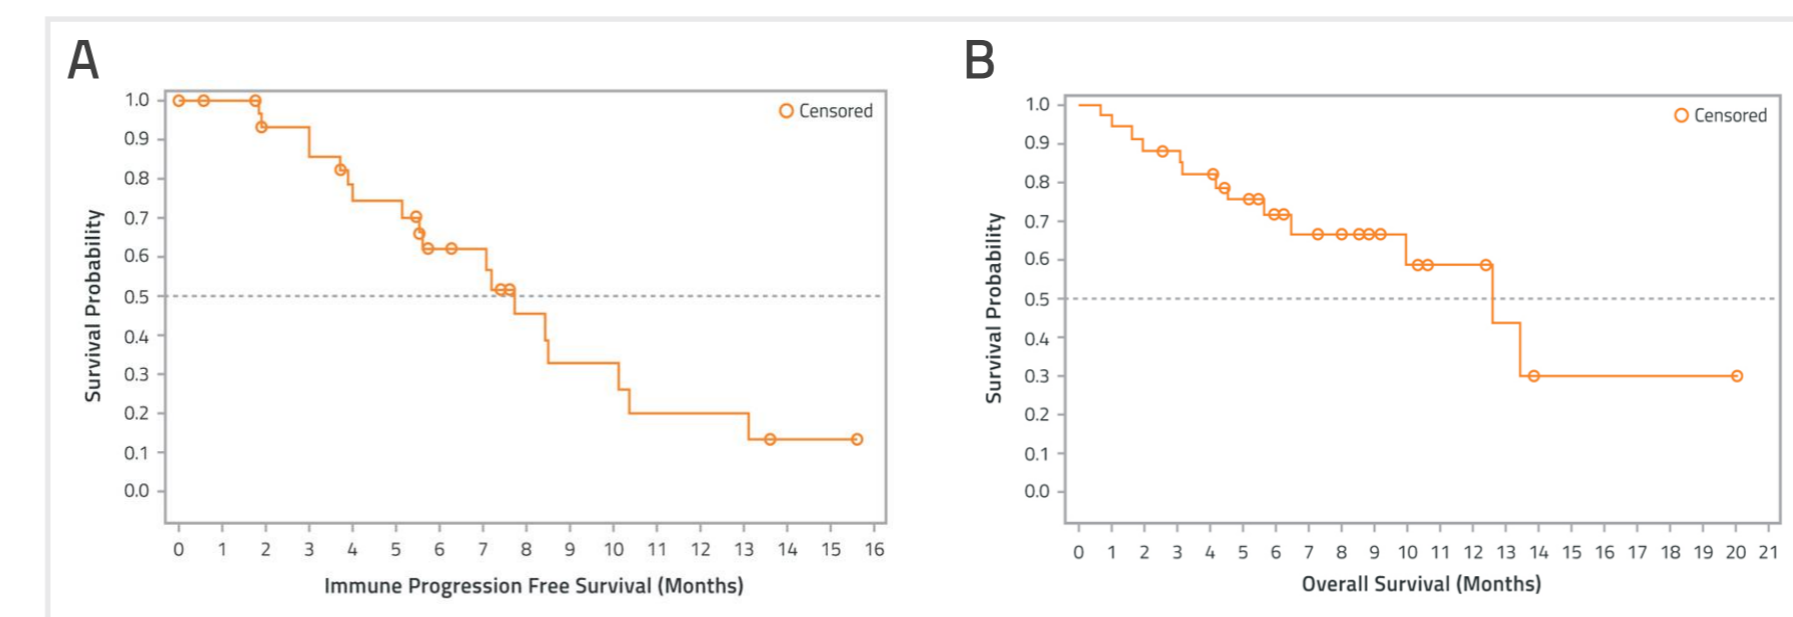 A
Censored
1.0
0.9
0.8
0.7
0.6
0.5
0.4
0.3
0.2
0.1
0.0
Survival Probability
0 1 2 3 4 5 6 7 8 9 10 11 12 13 14 15 16
Immune Progression Free Survival (Months)
B
Censored
1.0
0.9
0.8
0.7
0.6
0.5
0.4
0.3
0.2
0.1
0.0
Survival Probability
0 1 2 3 4 5 6 7 8 9 10 11 12 13 14 15 16 17 18 19 20 21
Overall Survival (Months)